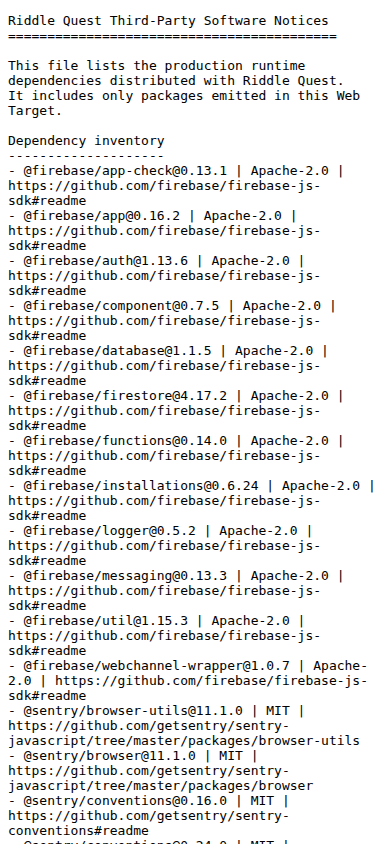 Riddle Quest Third-Party Software Notices
==========================================
This file lists the production runtime
dependencies distributed with Riddle Quest.
It includes only packages emitted in this Web
Target.
Dependency inventory
--------------------
- @firebase/app-check@0.13.1 | Apache-2.0 |
https://github.com/firebase/firebase-js-
sdk#readme
- @firebase/app@0.16.2 | Apache-2.0 |
https://github.com/firebase/firebase-js-
sdk#readme
- @firebase/auth@1.13.6 | Apache-2.0 |
https://github.com/firebase/firebase-js-
sdk#readme
- @firebase/component@0.7.5 | Apache-2.0 |
https://github.com/firebase/firebase-js-
sdk#readme
- @firebase/database@1.1.5 | Apache-2.0 |
https://github.com/firebase/firebase-js-
sdk#readme
- @firebase/firestore@4.17.2 | Apache-2.0 |
https://github.com/firebase/firebase-js-
sdk#readme
- @firebase/functions@0.14.0 | Apache-2.0 |
https://github.com/firebase/firebase-js-
sdk#readme
- @firebase/installations@0.6.24 | Apache-2.0 |
https://github.com/firebase/firebase-js-
sdk#readme
- @firebase/logger@0.5.2 | Apache-2.0 |
https://github.com/firebase/firebase-js-
sdk#readme
- @firebase/messaging@0.13.3 | Apache-2.0 |
https://github.com/firebase/firebase-js-
sdk#readme
- @firebase/util@1.15.3 | Apache-2.0 |
https://github.com/firebase/firebase-js-
sdk#readme
- @firebase/webchannel-wrapper@1.0.7 | Apache-
2.0 | https://github.com/firebase/firebase-js-
sdk#readme
- @sentry/browser-utils@11.1.0 | MIT |
https://github.com/getsentry/sentry-
javascript/tree/master/packages/browser-utils
- @sentry/browser@11.1.0 | MIT |
https://github.com/getsentry/sentry-
javascript/tree/master/packages/browser
- @sentry/conventions@0.16.0 | MIT |
https://github.com/getsentry/sentry-
conventions#readme